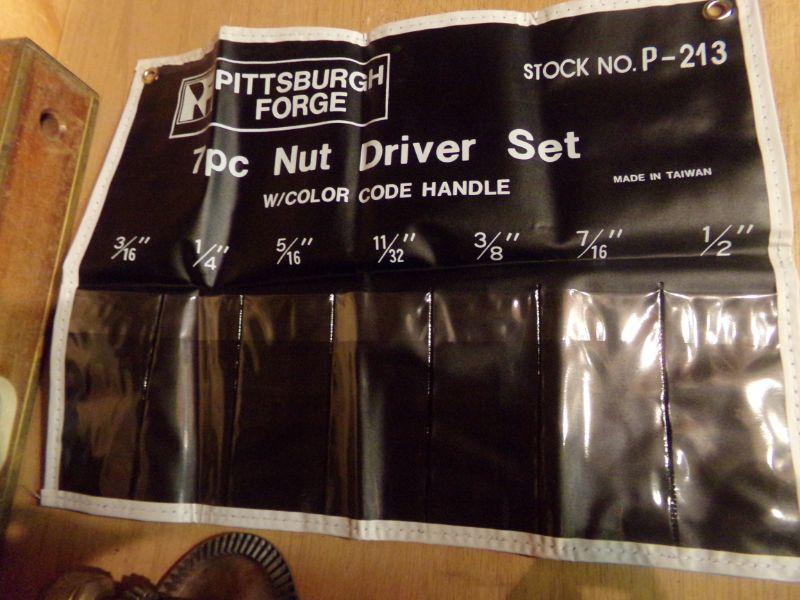 PITTSBURGH
FORGE
STOCK NO. P-213
7pc Nut Driver Set
W/COLOR CODE HANDLE
MADE IN TAIWAN
3/16" 1/4" 5/16" 11/32" 3/8" 7/16" 1/2"